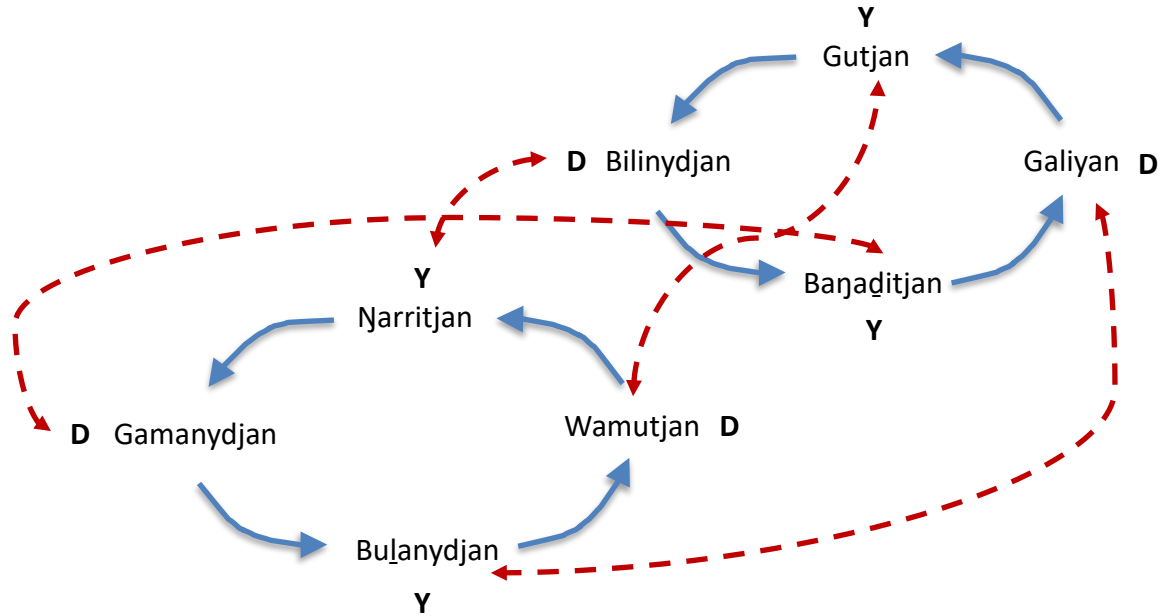 Y
Gutjan
D Bilinydjan
Galiyan D
Y
Baŋaḏitjan
Y
Ŋarritjan
D Gamanydjan
Wamutjan D
Buḻanydjan
Y